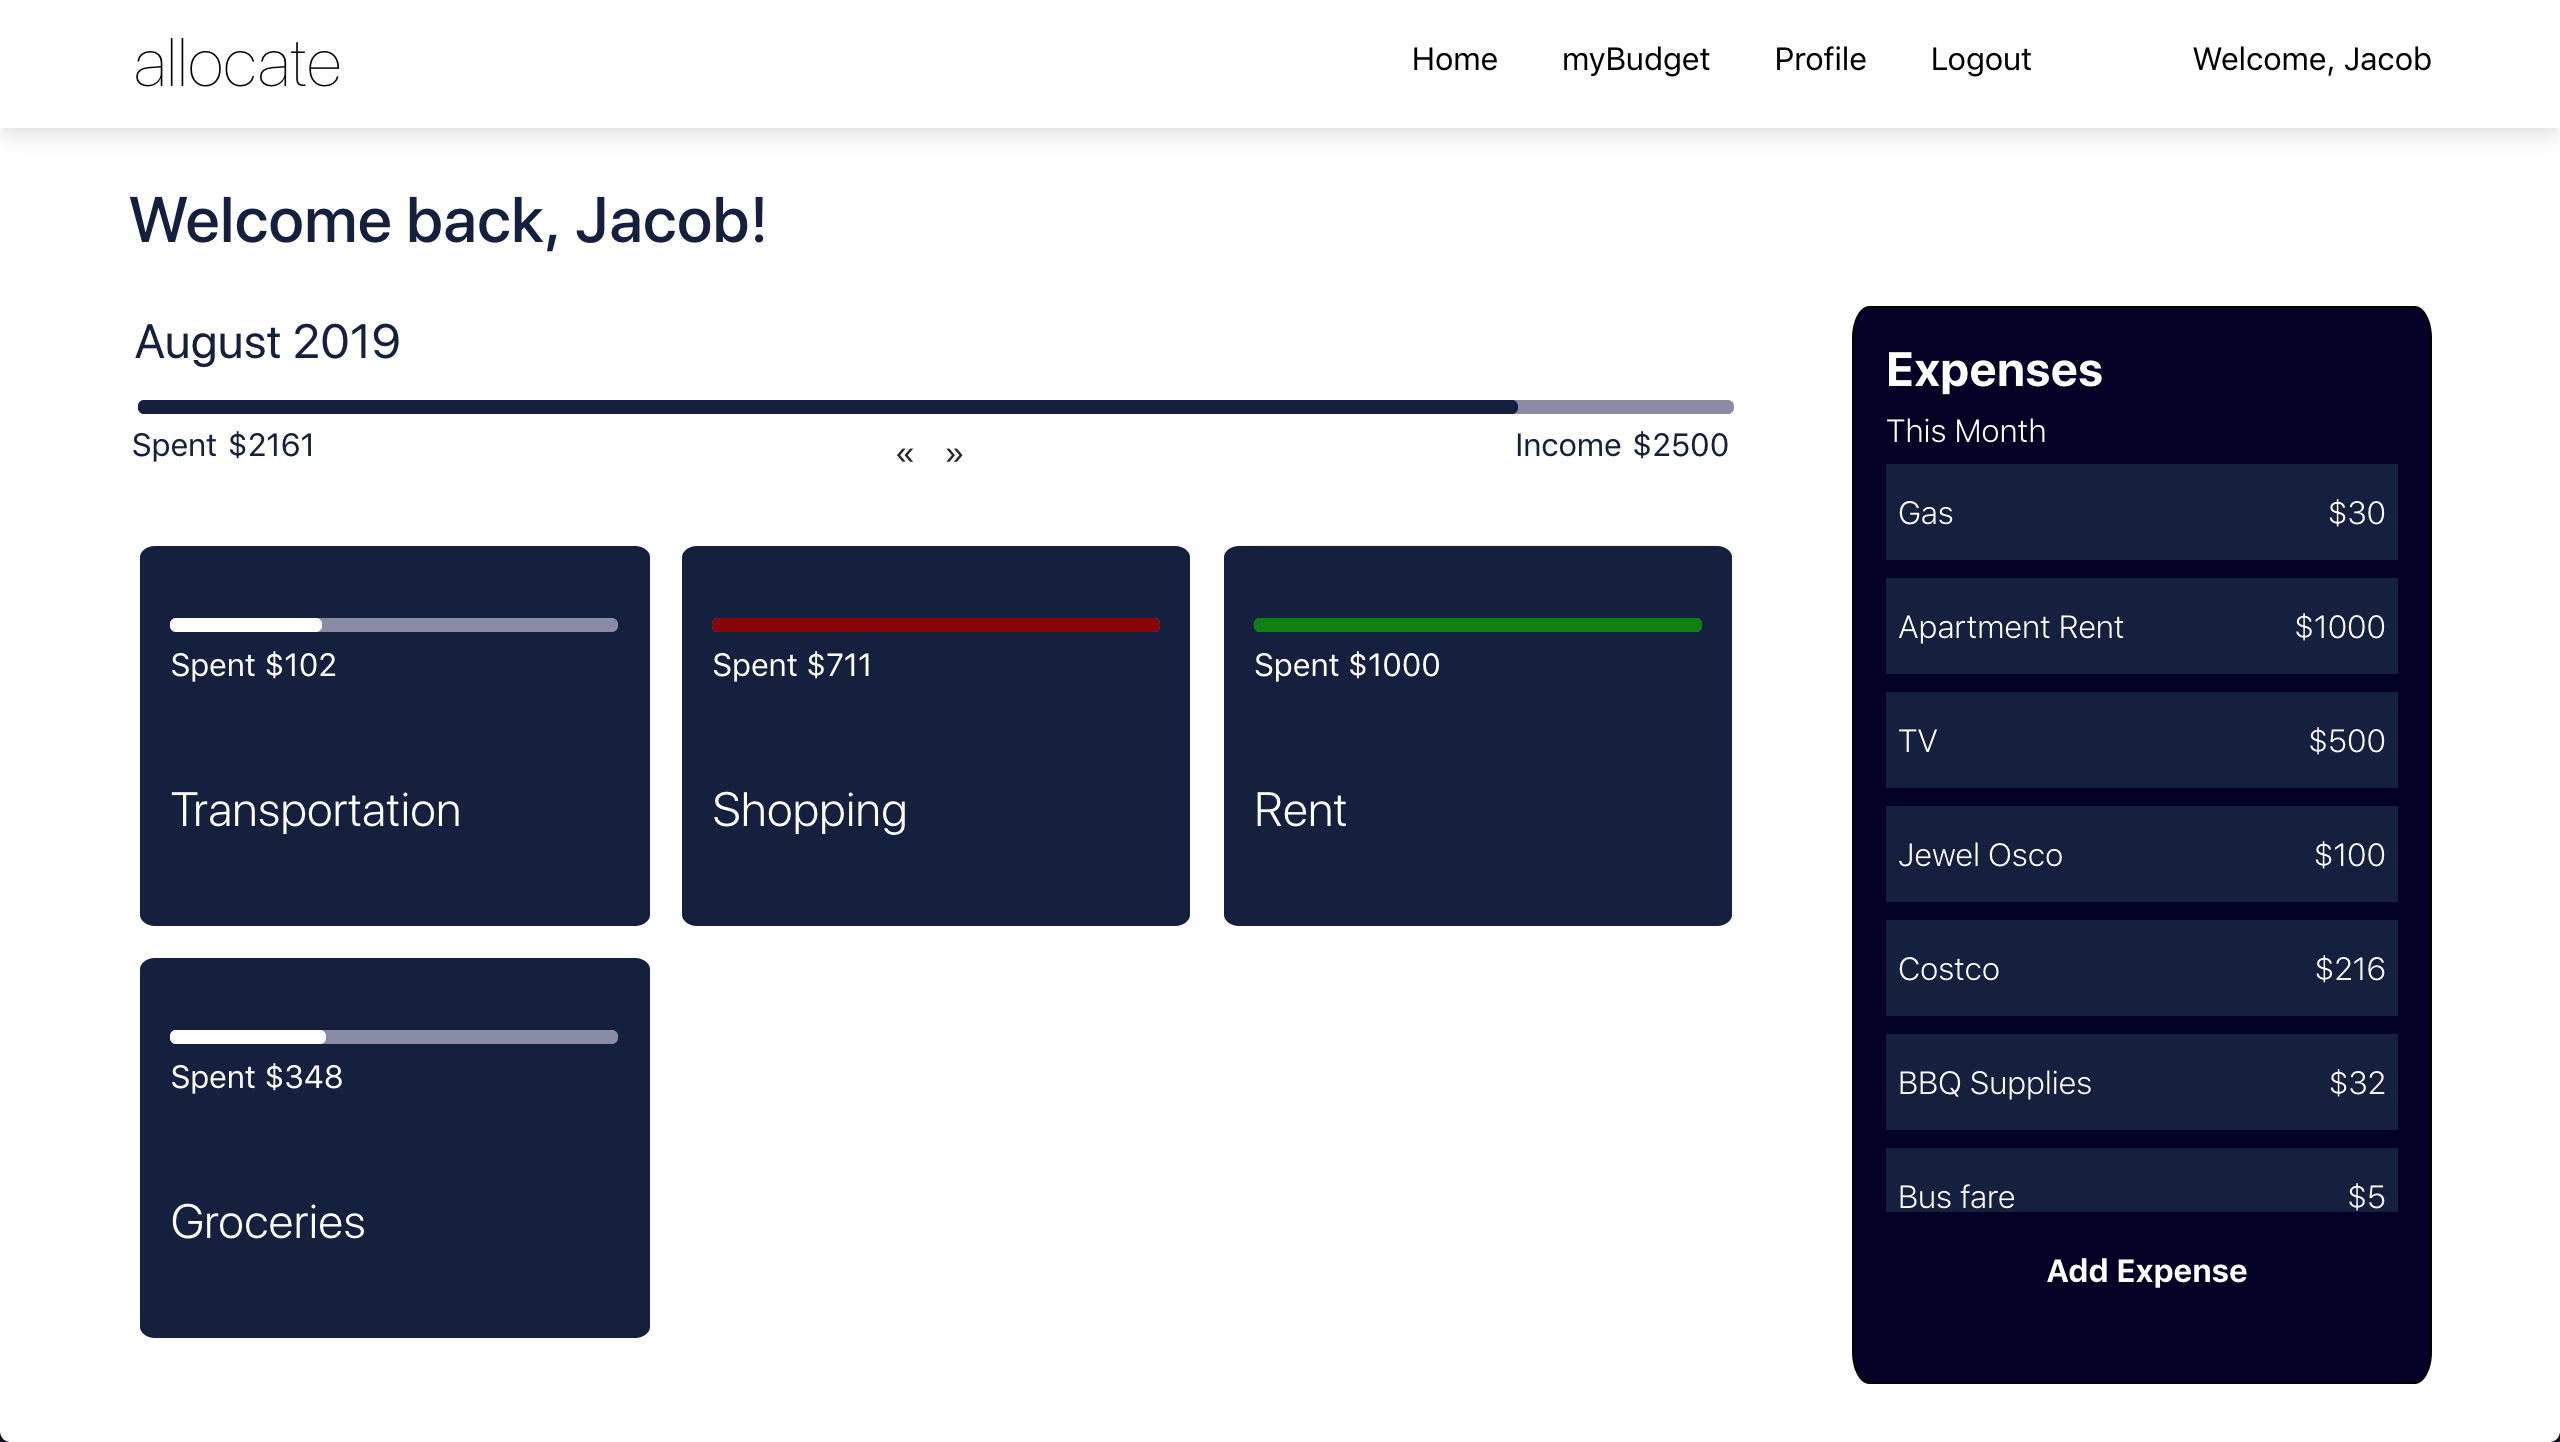 allocate
Home myBudget Profile Logout Welcome, Jacob
Welcome back, Jacob!
August 2019
Spent $2161 « » Income $2500
Spent $102
Transportation
Spent $711
Shopping
Spent $1000
Rent
Spent $348
Groceries
Expenses
This Month
Gas $30
Apartment Rent $1000
TV $500
Jewel Osco $100
Costco $216
BBQ Supplies $32
Bus fare $5
Add Expense